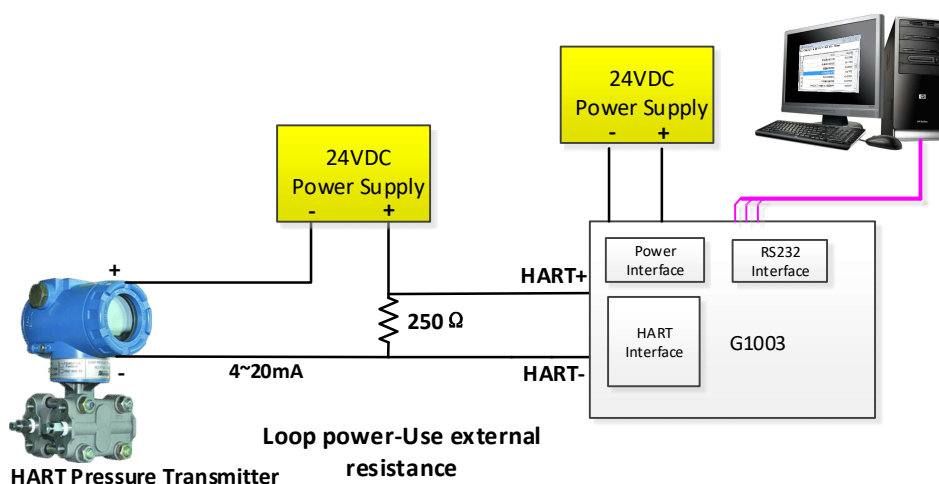 24VDC
Power Supply
- +
24VDC
Power Supply
- +
+
HART+
Power
Interface
RS232
Interface
250 Ω
HART
Interface
G1003
-
4~20mA
HART-
Loop power-Use external
resistance
HART Pressure Transmitter